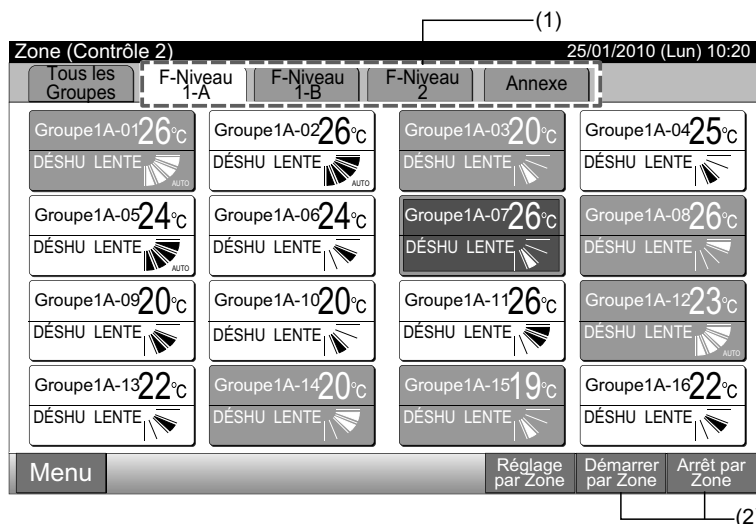 (1)
Zone (Contrôle 2) 25/01/2010 (Lun) 10:20
Tous les Groupes F-Niveau 1-A F-Niveau 1-B F-Niveau 2 Annexe
Groupe1A-01 26°C Groupe1A-02 26°C Groupe1A-03 20°C Groupe1A-04 25°C
DÉSHU LENTE AUTO DÉSHU LENTE AUTO DÉSHU LENTE DÉSHU LENTE
Groupe1A-05 24°C Groupe1A-06 24°C Groupe1A-07 26°C Groupe1A-08 26°C
DÉSHU LENTE AUTO DÉSHU LENTE DÉSHU LENTE DÉSHU LENTE
Groupe1A-09 20°C Groupe1A-10 20°C Groupe1A-11 26°C Groupe1A-12 23°C
DÉSHU LENTE DÉSHU LENTE DÉSHU LENTE DÉSHU LENTE AUTO
Groupe1A-13 22°C Groupe1A-14 20°C Groupe1A-15 19°C Groupe1A-16 22°C
DÉSHU LENTE DÉSHU LENTE DÉSHU LENTE DÉSHU LENTE
Menu Réglage par Zone Démarrer par Zone Arrêt par Zone
(2